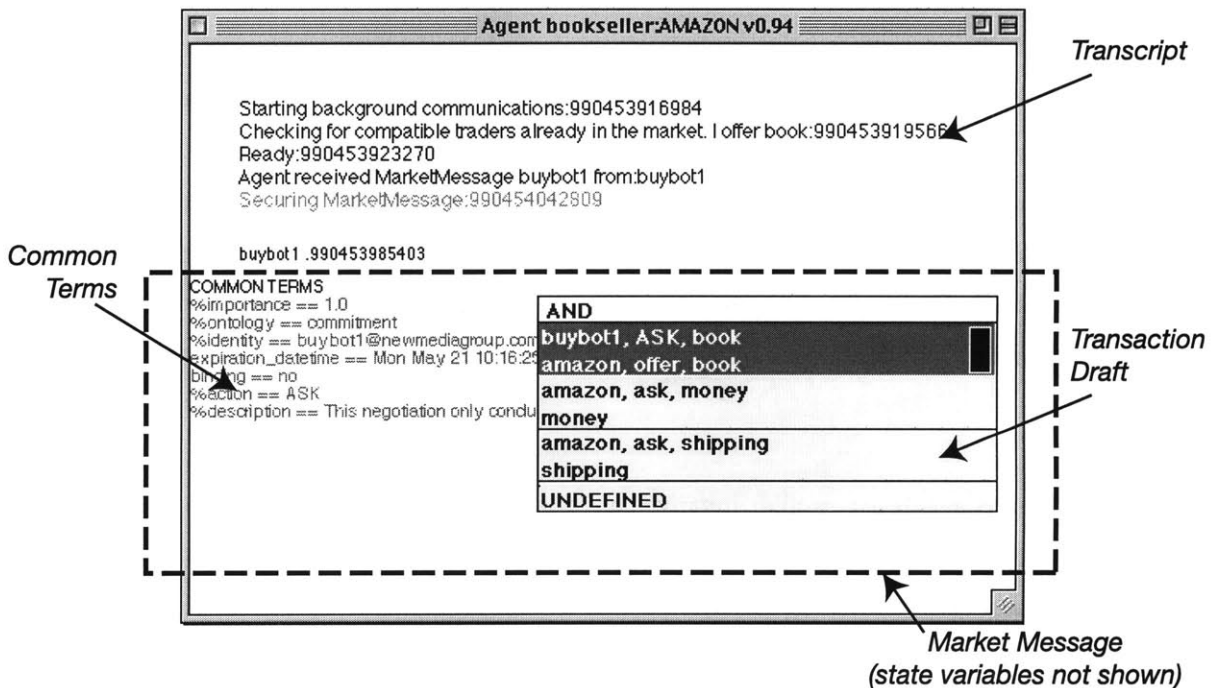 Agent bookseller:AMAZON v0.94
Transcript
Starting background communications:990453916984
Checking for compatible traders already in the market. I offer book:990453919566
Ready:990453923270
Agent received MarketMessage buybot1 from:buybot1
Securing MarketMessage:990454042809
buybot1 .990453985403
Common
Terms
COMMON TERMS
%importance == 1.0
%ontology == commitment
%identity == buybot1@newmediagroup.com
expiration_datetime == Mon May 21 10:16:25
binding == no
%action == ASK
%description == This negotiation only conclu
AND
buybot1, ASK, book
amazon, offer, book
amazon, ask, money
money
amazon, ask, shipping
shipping
UNDEFINED
Transaction
Draft
Market Message
(state variables not shown)